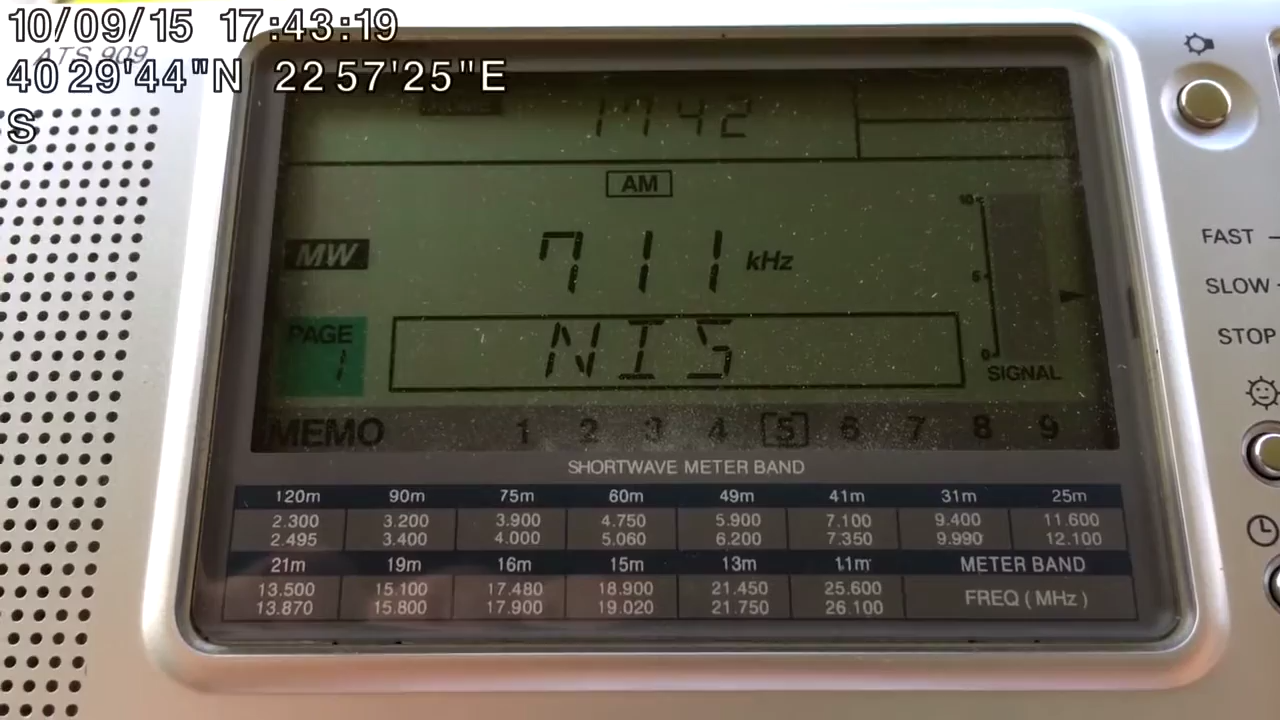 10/09/15 17:43:19
ATS 909
40 29'44"N 22 57'25"E
S
17 42
AM
10
MW 711 kHz
5
PAGE
1
NIS
0
SIGNAL
MEMO 1 2 3 4 5 6 7 8 9
FAST
SLOW
STOP
SHORTWAVE METER BAND
120m 90m 75m 60m 49m 41m 31m 25m
2.300 3.200 3.900 4.750 5.900 7.100 9.400 11.600
2.495 3.400 4.000 5.060 6.200 7.350 9.990 12.100
21m 19m 16m 15m 13m 11m METER BAND
13.500 15.100 17.480 18.900 21.450 25.600 FREQ ( MHz )
13.870 15.800 17.900 19.020 21.750 26.100